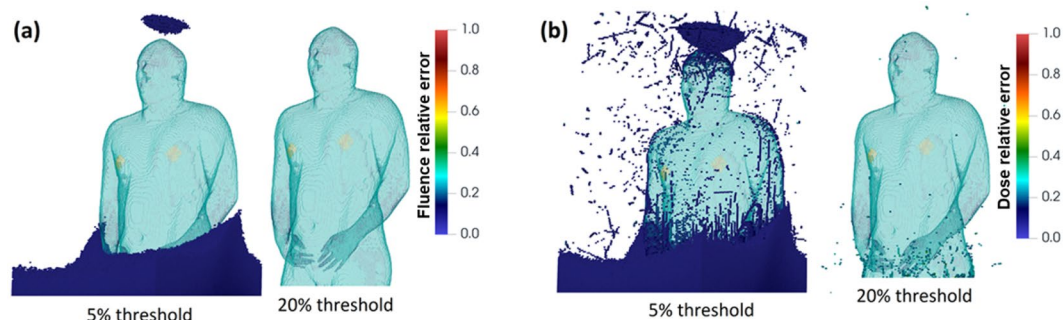 (a)
1.0
0.8
0.6
0.4
0.2
0.0
Fluence relative error
5% threshold
20% threshold
(b)
1.0
0.8
0.6
0.4
0.2
0.0
Dose relative error
5% threshold
20% threshold